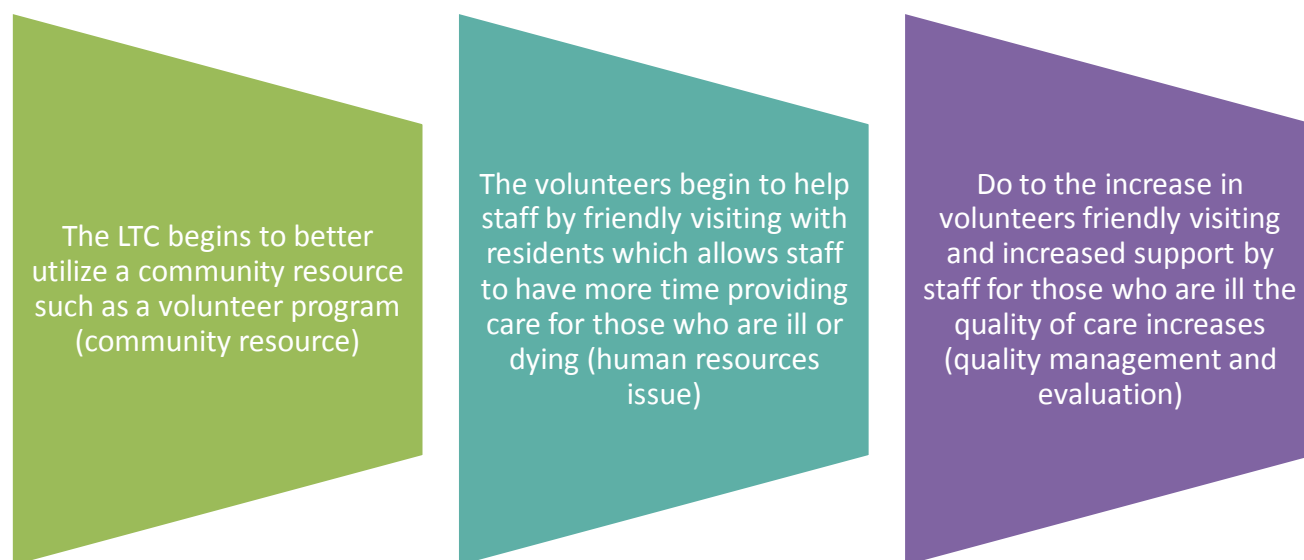 The LTC begins to better
utilize a community resource
such as a volunteer program
(community resource)
The volunteers begin to help
staff by friendly visiting with
residents which allows staff
to have more time providing
care for those who are ill or
dying (human resources
issue)
Do to the increase in
volunteers friendly visiting
and increased support by
staff for those who are ill the
quality of care increases
(quality management and
evaluation)